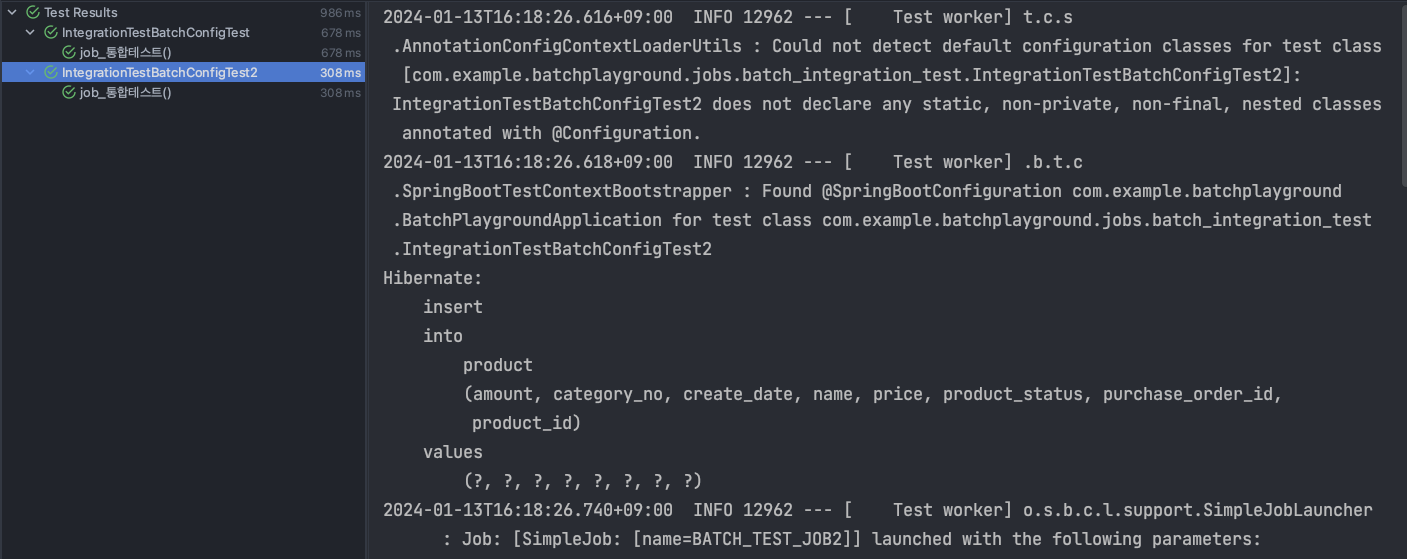 Test Results 986 ms
IntegrationTestBatchConfigTest 678 ms
job_통합테스트() 678 ms
IntegrationTestBatchConfigTest2 308 ms
job_통합테스트() 308 ms
2024-01-13T16:18:26.616+09:00  INFO 12962 --- [    Test worker] t.c.s
.AnnotationConfigContextLoaderUtils : Could not detect default configuration classes for test class
[com.example.batchplayground.jobs.batch_integration_test.IntegrationTestBatchConfigTest2]:
IntegrationTestBatchConfigTest2 does not declare any static, non-private, non-final, nested classes
annotated with @Configuration.
2024-01-13T16:18:26.618+09:00  INFO 12962 --- [    Test worker] .b.t.c
.SpringBootTestContextBootstrapper : Found @SpringBootConfiguration com.example.batchplayground
.BatchPlaygroundApplication for test class com.example.batchplayground.jobs.batch_integration_test
.IntegrationTestBatchConfigTest2
Hibernate:
insert
into
product
(amount, category_no, create_date, name, price, product_status, purchase_order_id,
product_id)
values
(?, ?, ?, ?, ?, ?, ?, ?)
2024-01-13T16:18:26.740+09:00  INFO 12962 --- [    Test worker] o.s.b.c.l.support.SimpleJobLauncher
: Job: [SimpleJob: [name=BATCH_TEST_JOB2]] launched with the following parameters: